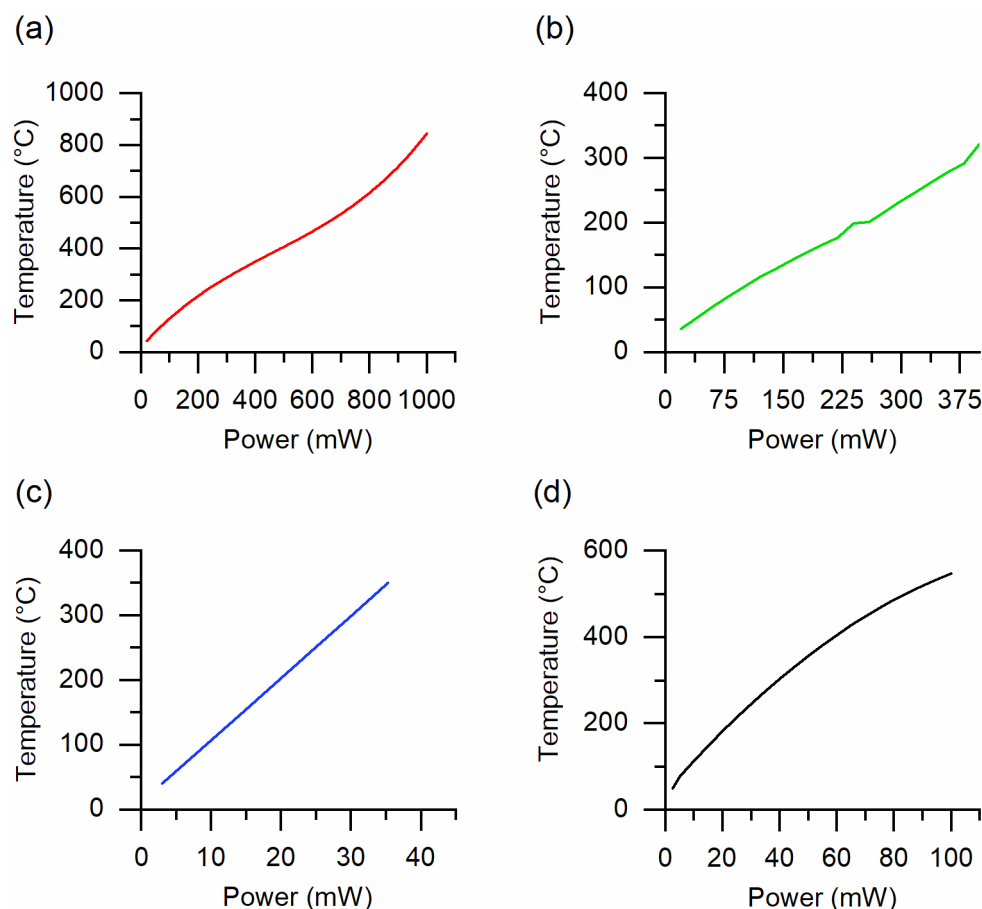 (a)
Temperature (°C)
1000
800
600
400
200
0
0 200 400 600 800 1000
Power (mW)
(b)
Temperature (°C)
400
300
200
100
0
0 75 150 225 300 375
Power (mW)
(c)
Temperature (°C)
400
300
200
100
0
0 10 20 30 40
Power (mW)
(d)
Temperature (°C)
600
400
200
0
0 20 40 60 80 100
Power (mW)